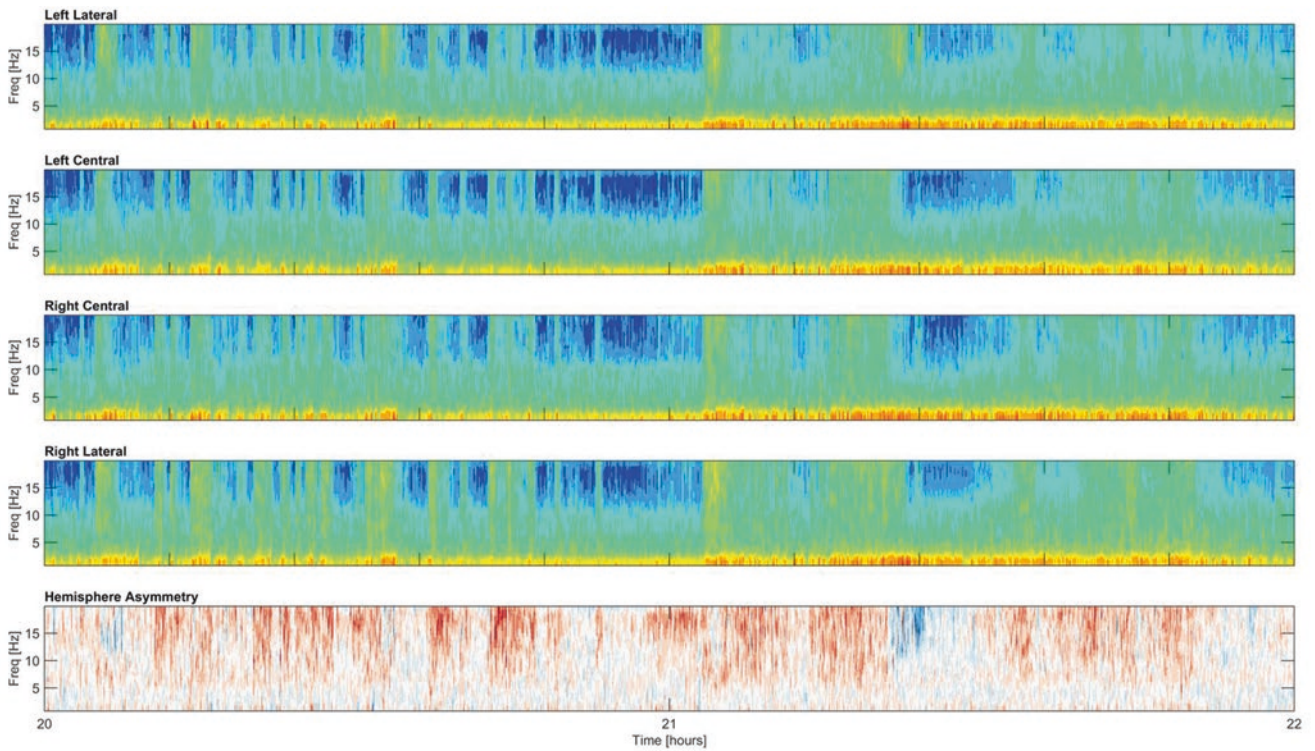 Left Lateral
Freq [Hz]
15
10
5
Left Central
Freq [Hz]
15
10
5
Right Central
Freq [Hz]
15
10
5
Right Lateral
Freq [Hz]
15
10
5
Hemisphere Asymmetry
Freq [Hz]
15
10
5
20 21 22
Time [hours]